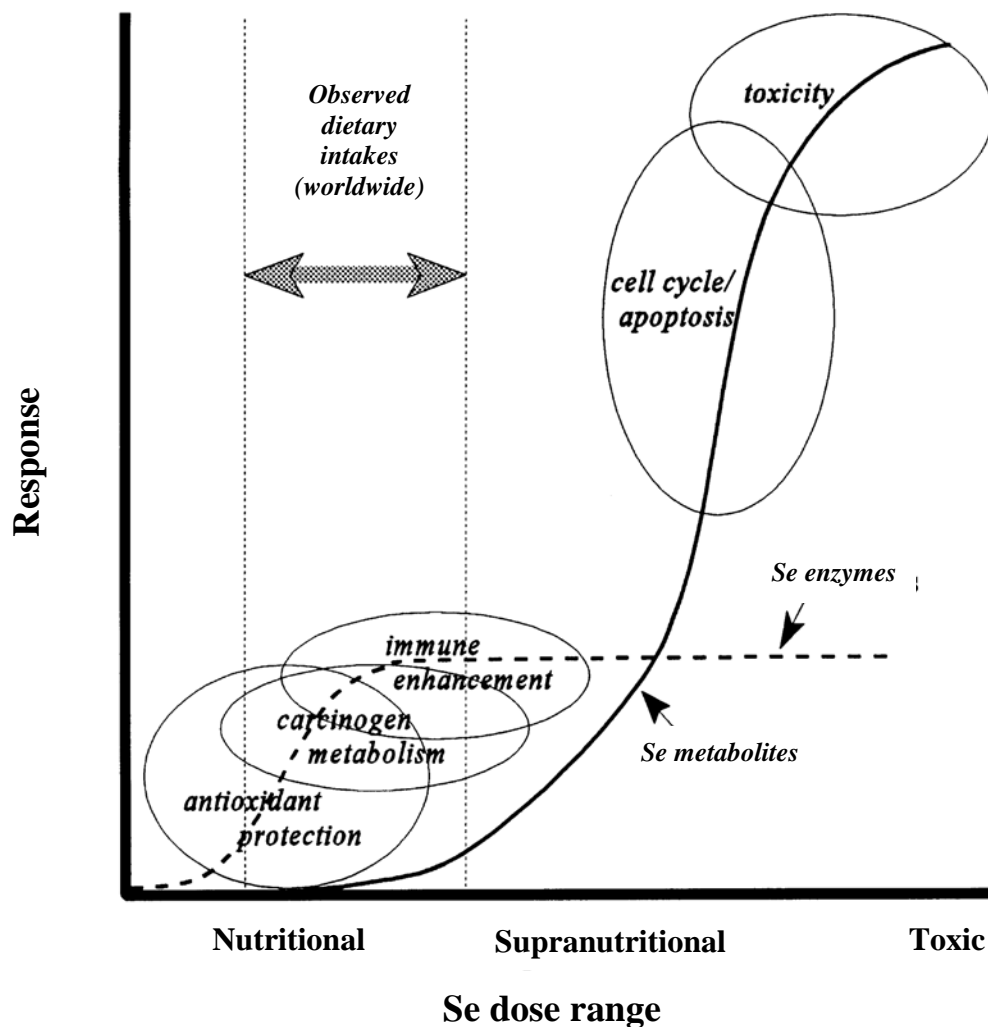 Observed
dietary
intakes
(worldwide)
toxicity
cell cycle/
apoptosis
Response
Se enzymes
immune
enhancement
carcinogen
metabolism
Se metabolites
antioxidant
protection
Nutritional
Supranutritional
Toxic
Se dose range